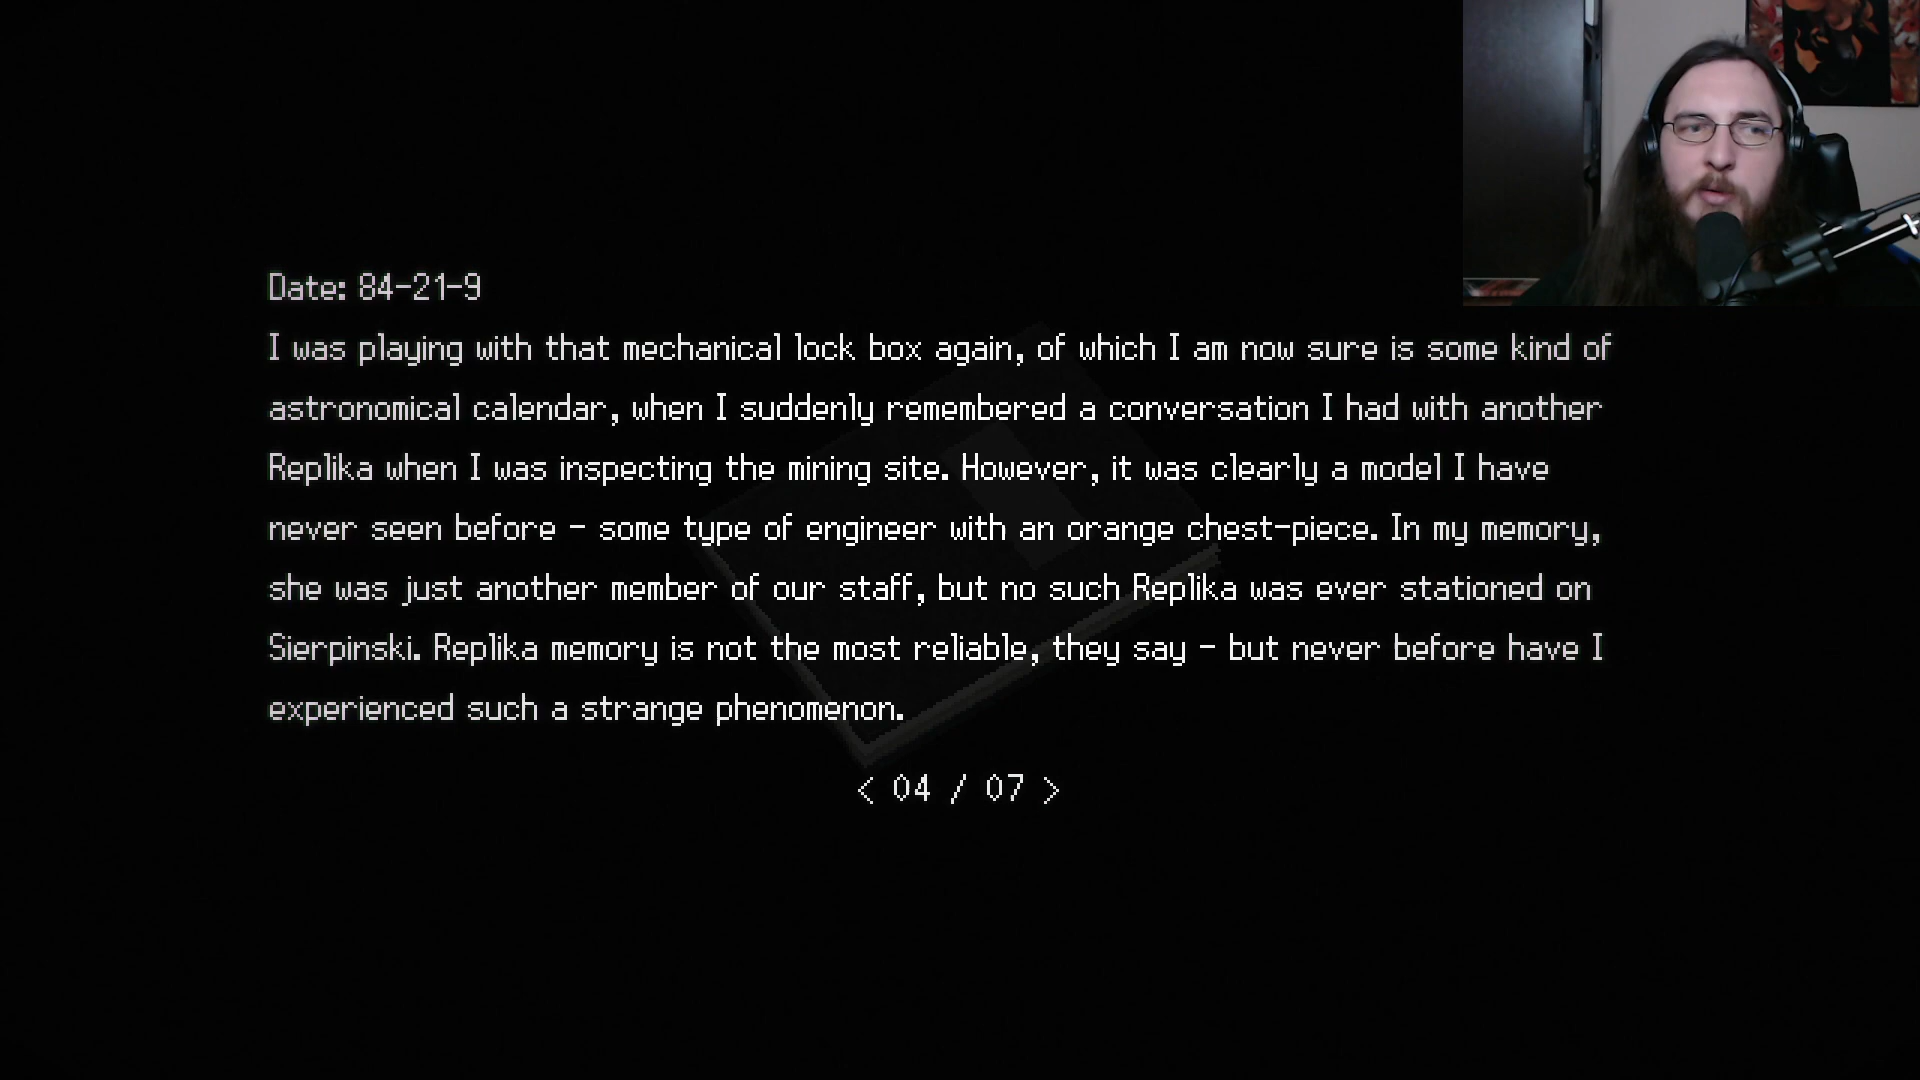 Date: 84-21-9
I was playing with that mechanical lock box again, of which I am now sure is some kind of
astronomical calendar, when I suddenly remembered a conversation I had with another
Replika when I was inspecting the mining site. However, it was clearly a model I have
never seen before - some type of engineer with an orange chest-piece. In my memory,
she was just another member of our staff, but no such Replika was ever stationed on
Sierpinski. Replika memory is not the most reliable, they say - but never before have I
experienced such a strange phenomenon.
< 04 / 07 >